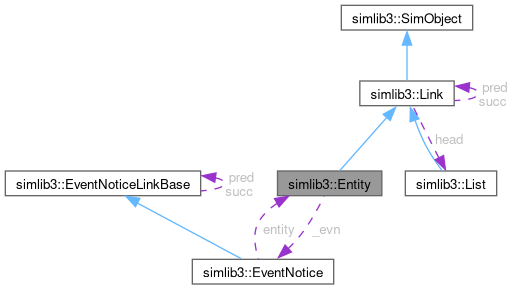 simlib3::SimObject
simlib3::Link
pred
succ
head
simlib3::EventNoticeLinkBase
pred
succ
simlib3::Entity
simlib3::List
entity
_evn
simlib3::EventNotice